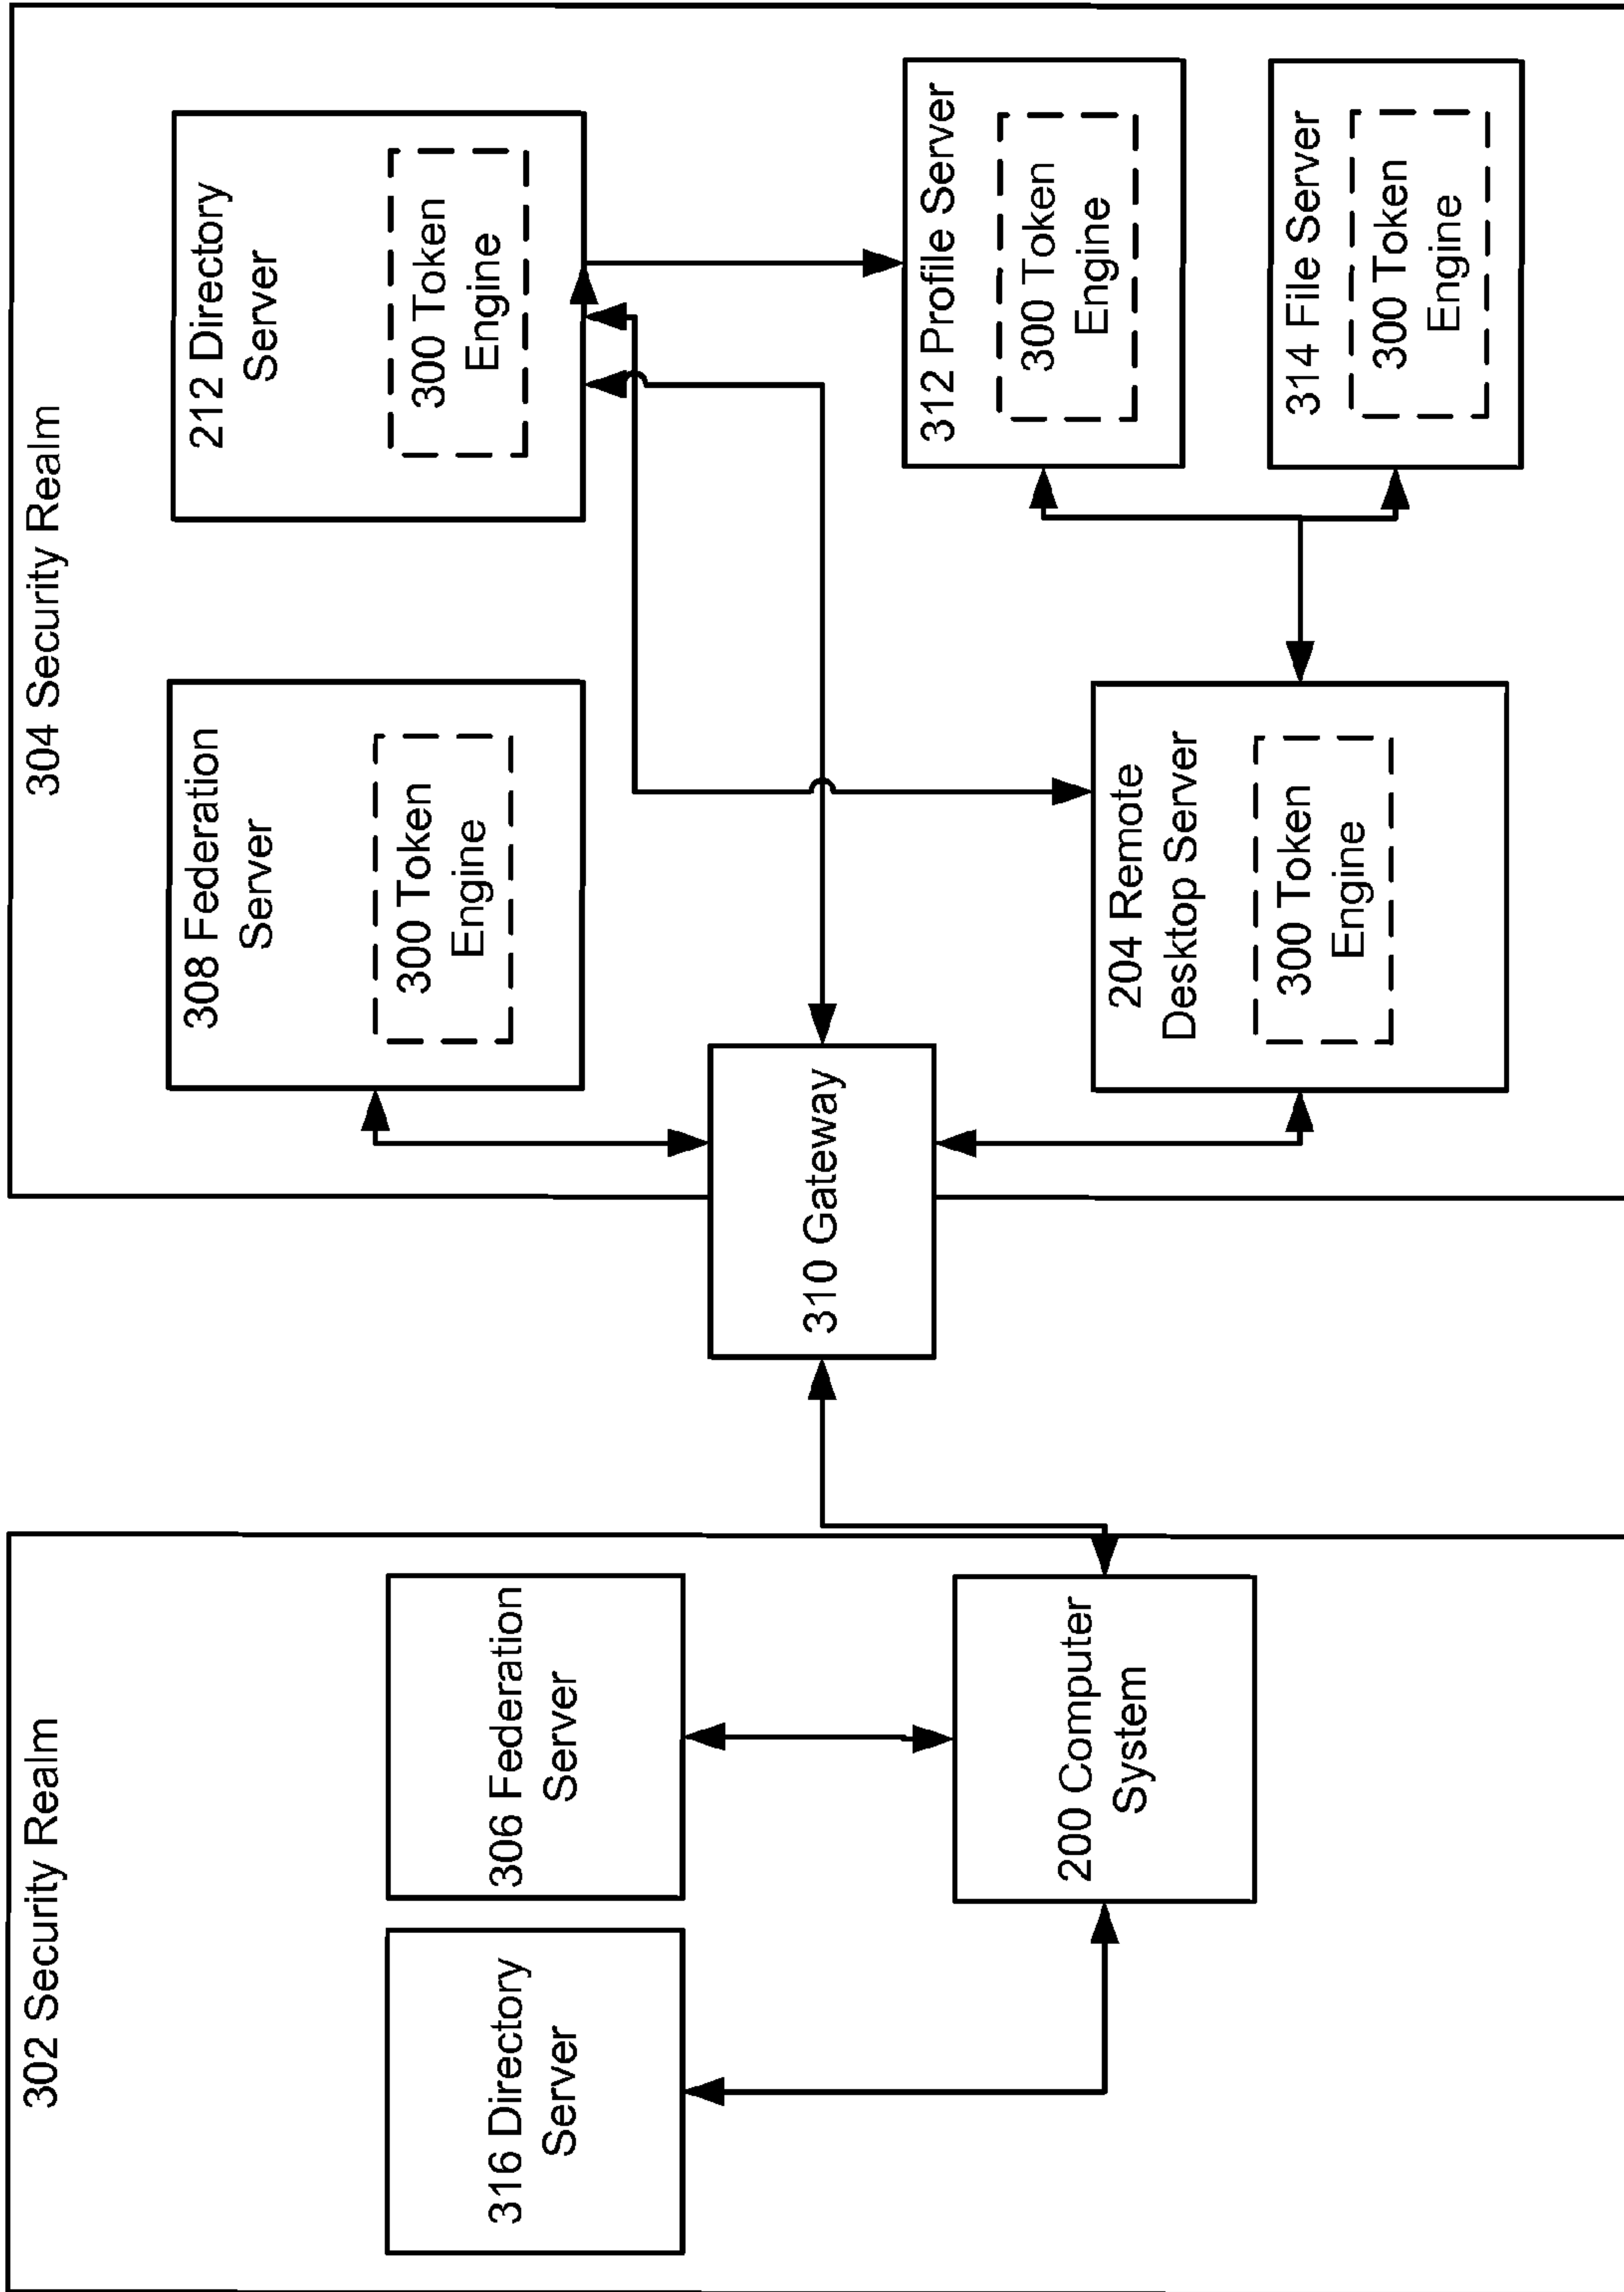 302 Security Realm
316 Directory
Server
306 Federation
Server
200 Computer
System
310 Gateway
304 Security Realm
308 Federation
Server
300 Token
Engine
212 Directory
Server
300 Token
Engine
204 Remote
Desktop Server
300 Token
Engine
312 Profile Server
300 Token
Engine
314 File Server
300 Token
Engine